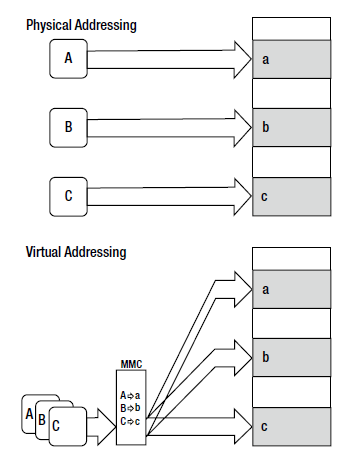 Physical Addressing
A
a
B
b
C
c
Virtual Addressing
a
b
MMC
A⇨a
B⇨b
C⇨c
A
B
C
c